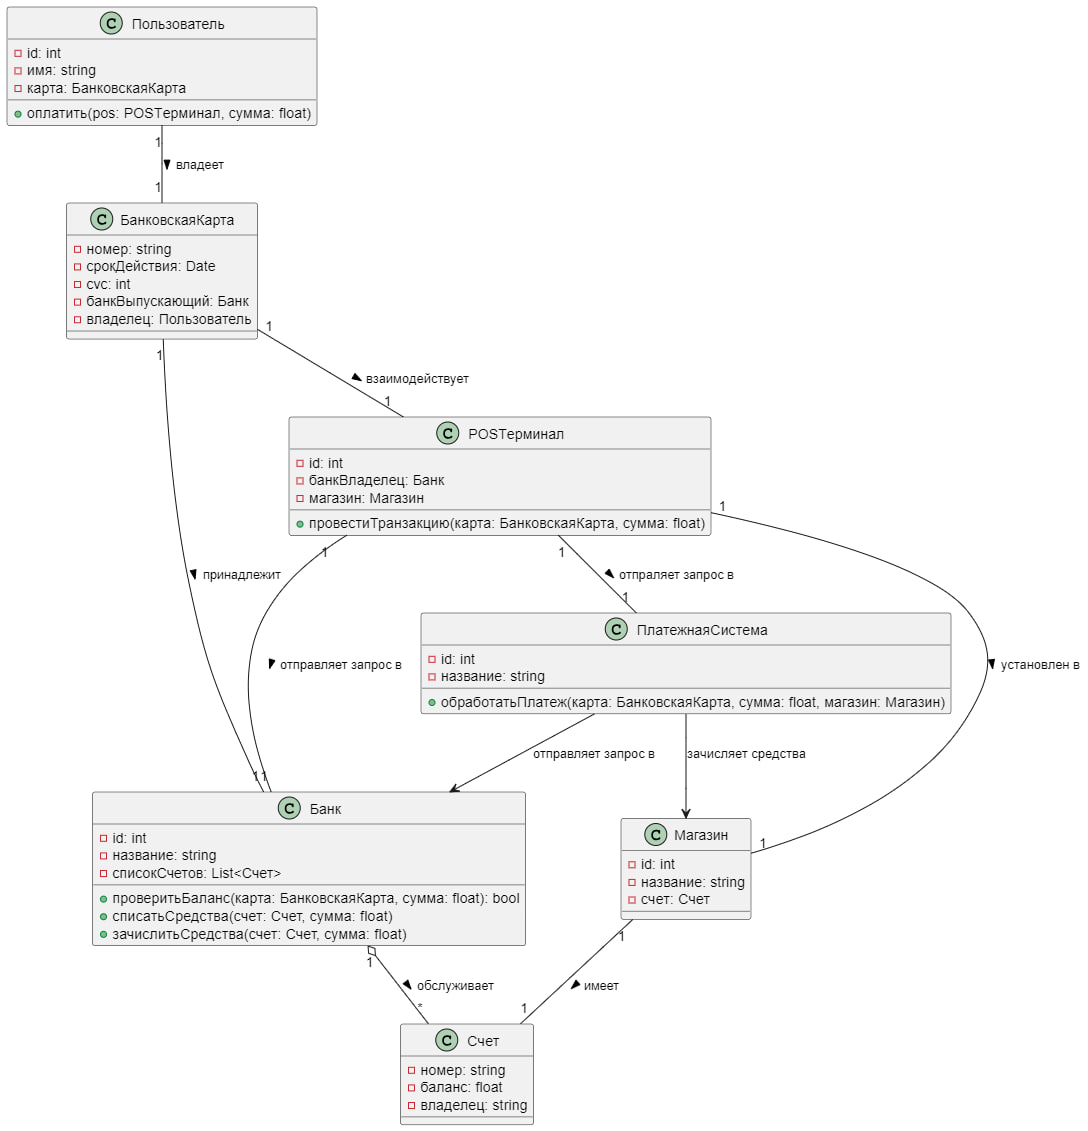 C Пользователь
id: int
имя: string
карта: БанковскаяКарта
оплатить(pos: POSТерминал, сумма: float)
1
владеет
1
C БанковскаяКарта
номер: string
срокДействия: Date
cvc: int
банкВыпускающий: Банк
владелец: Пользователь
1
1
взаимодействует
1
C POSТерминал
id: int
банкВладелец: Банк
магазин: Магазин
провестиТранзакцию(карта: БанковскаяКарта, сумма: float)
1
1
1
принадлежит
отпраляет запрос в
1
C ПлатежнаяСистема
id: int
название: string
обработатьПлатеж(карта: БанковскаяКарта, сумма: float, магазин: Магазин)
отправляет запрос в
установлен в
отправляет запрос в
зачисляет средства
1
1
C Банк
id: int
название: string
списокСчетов: List<Счет>
проверитьБаланс(карта: БанковскаяКарта, сумма: float): bool
списатьСредства(счет: Счет, сумма: float)
зачислитьСредства(счет: Счет, сумма: float)
1
C Магазин
id: int
название: string
счет: Счет
1
обслуживает
*
1
имеет
1
C Счет
номер: string
баланс: float
владелец: string